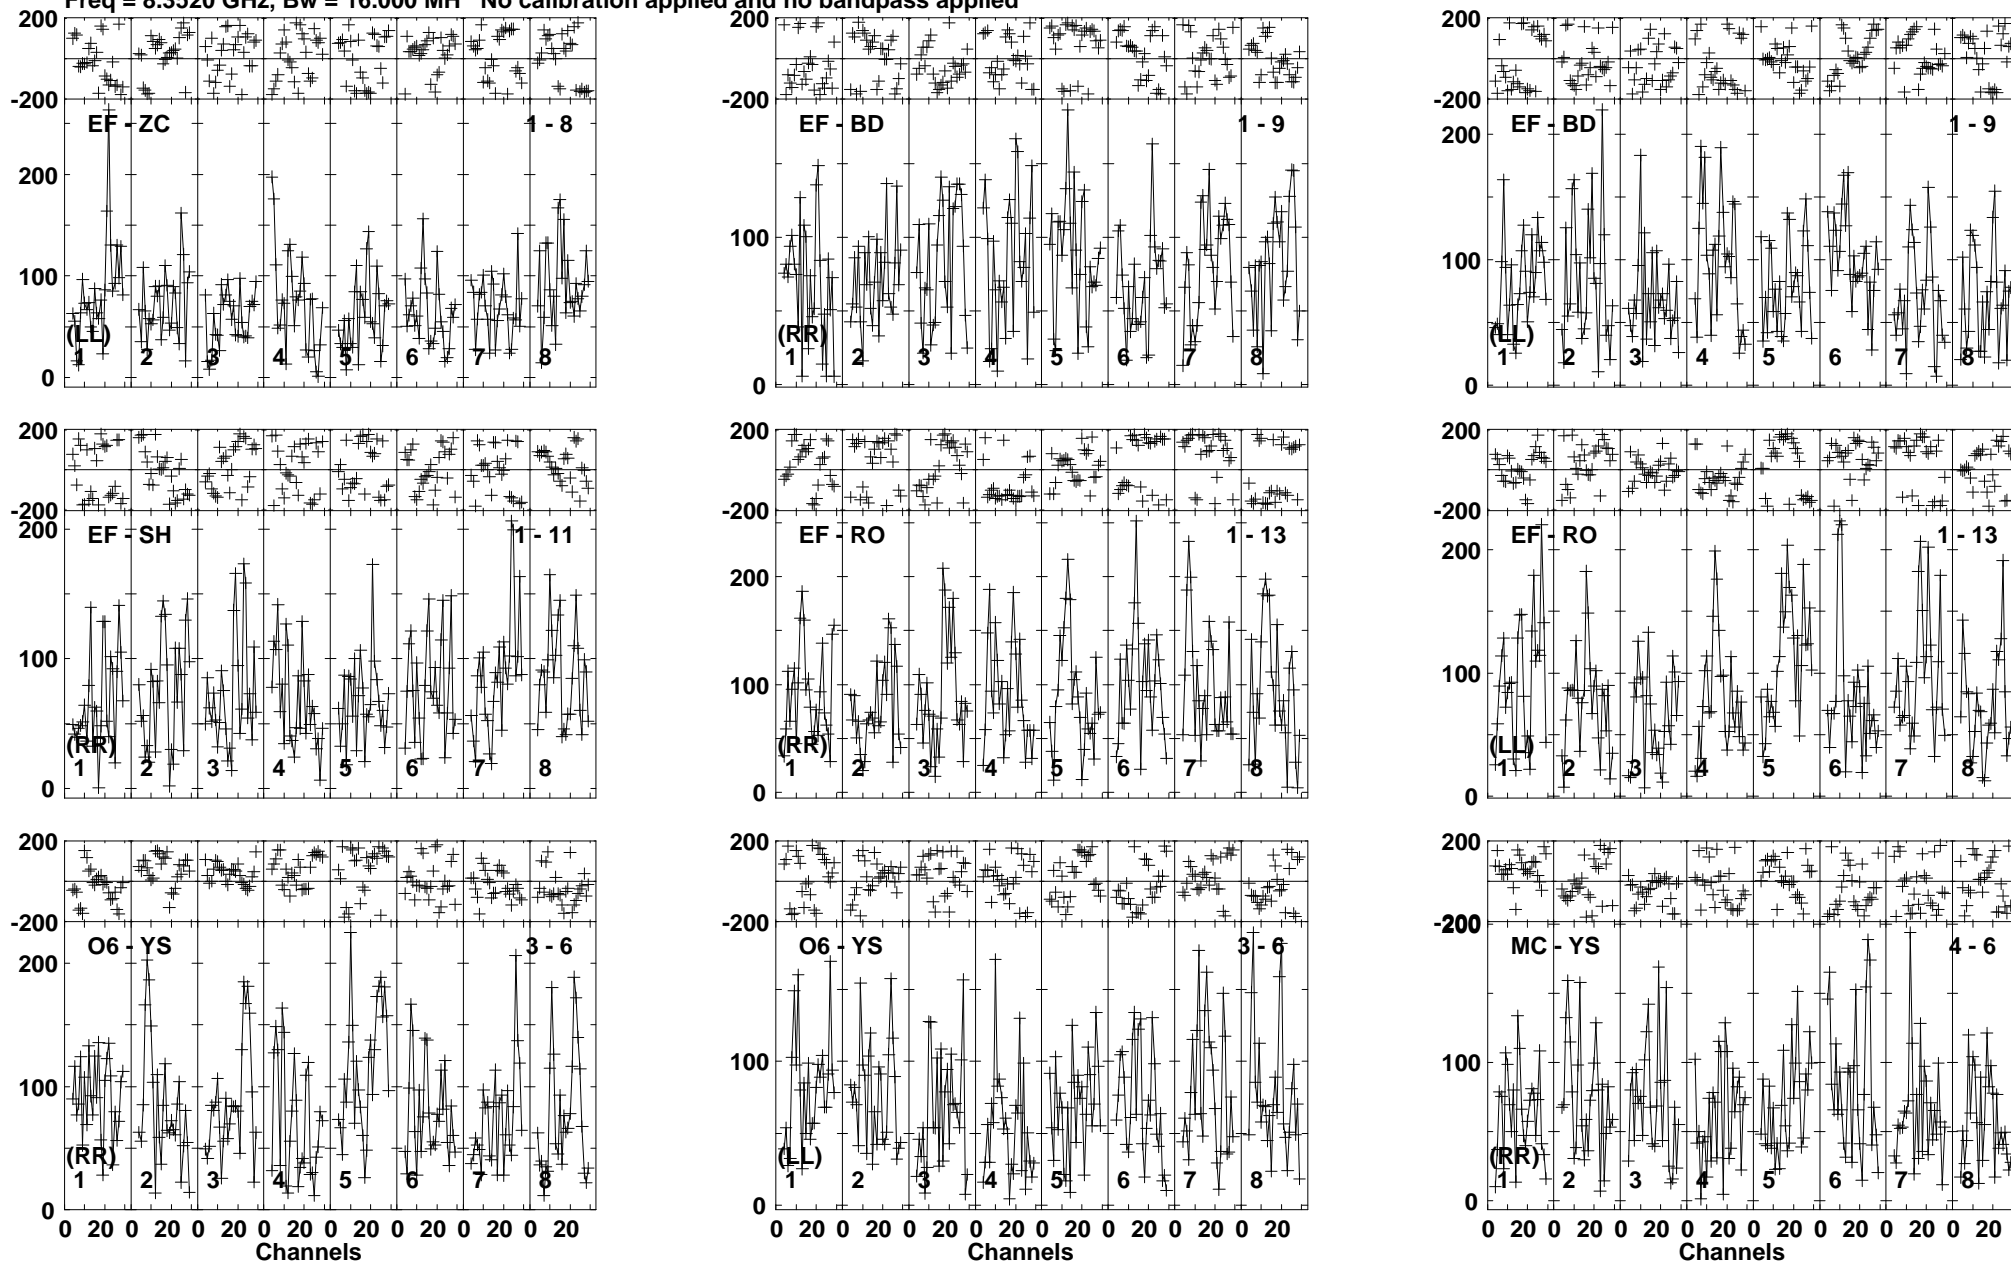 Freq = 8.3520 GHz, Bw = 16.000 MH No calibration applied and no bandpass applied
200 200 200
-200 -200 -200
EF - ZC 1 - 8 EF - BD 1 - 9 EF - BD 1 - 9
200 200
100 100 100
(LL) (RR) (LL)
1 2 3 4 5 6 7 8 1 2 3 4 5 6 7 8 1 2 3 4 5 6 7 8
0 0 0
200 200 200
-200 -200 -200
EF - SH 1 - 11 EF - RO 1 - 13 EF - RO 1 - 13
200 200 200
100 100 100
(RR) (RR) (LL)
1 2 3 4 5 6 7 8 1 2 3 4 5 6 7 8 1 2 3 4 5 6 7 8
0 0 0
200 200 200
-200 -200 -200
200
O6 - YS 3 - 6 O6 - YS 3 - 6 MC - YS 4 - 6
200
100 100 100
(RR) (LL) (RR)
1 2 3 4 5 6 7 8 1 2 3 4 5 6 7 8 1 2 3 4 5 6 7 8
0 0 0
0 20 0 20 0 20 0 20 0 20 0 20 0 20 0 20 0 20 0 20 0 20 0 20 0 20 0 20 0 20 0 20 0 20 0 20 0 20 0 20 0 20 0 20 0 20 0 20
Channels Channels Channels